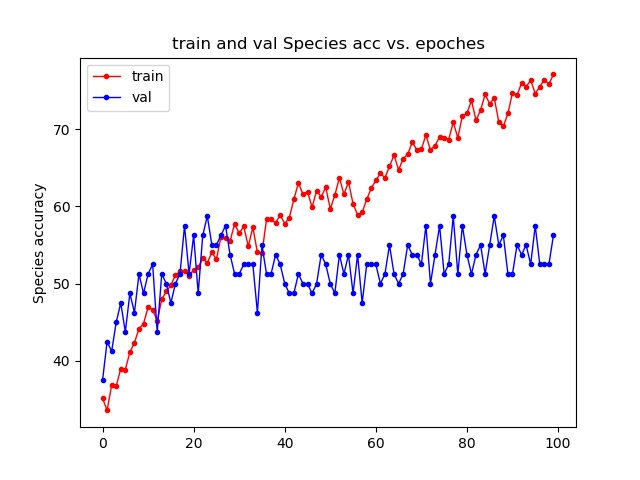 train and val Species acc vs. epoches
train
val
Species accuracy
70
60
50
40
0 20 40 60 80 100